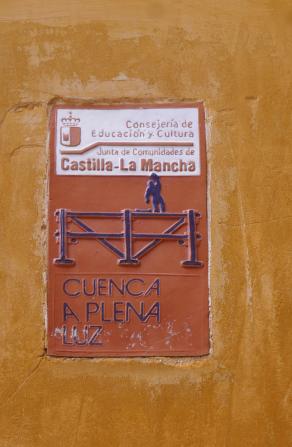 Consejería de
Educación y Cultura
Junta de Comunidades de
Castilla-La Mancha
CUENCA
A PLENA
LUZ